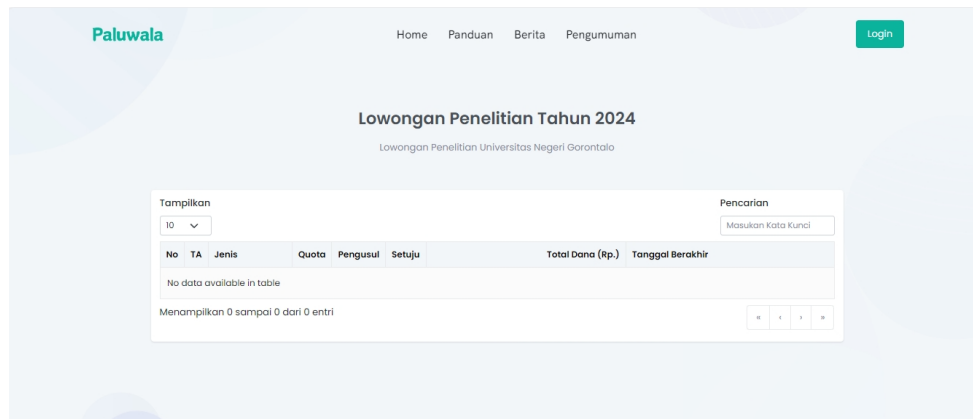 Paluwala Home Panduan Berita Pengumuman Login
Lowongan Penelitian Tahun 2024
Lowongan Penelitian Universitas Negeri Gorontalo
Tampilkan Pencarian
10 Masukan Kata Kunci
No TA Jenis Quota Pengusul Setuju Total Dana (Rp.) Tanggal Berakhir
No data available in table
Menampilkan 0 sampai 0 dari 0 entri « ‹ › »